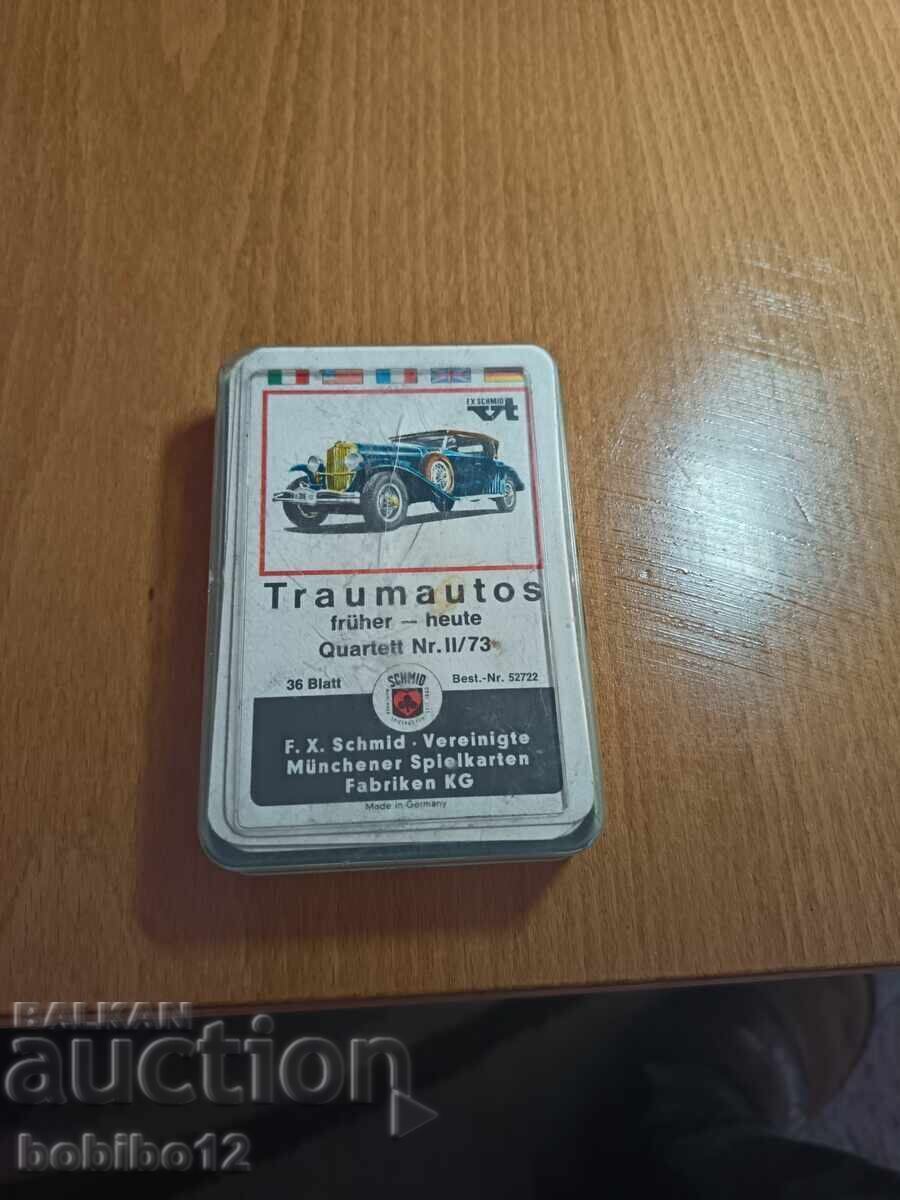 F.X. SCHMID
Traumautos
früher – heute
Quartett Nr. II/73
36 Blatt
SCHMID
Best.-Nr. 52722
F. X. Schmid · Vereinigte
Münchener Spielkarten
Fabriken KG
Made in Germany
BALKAN
auction
bobibo12